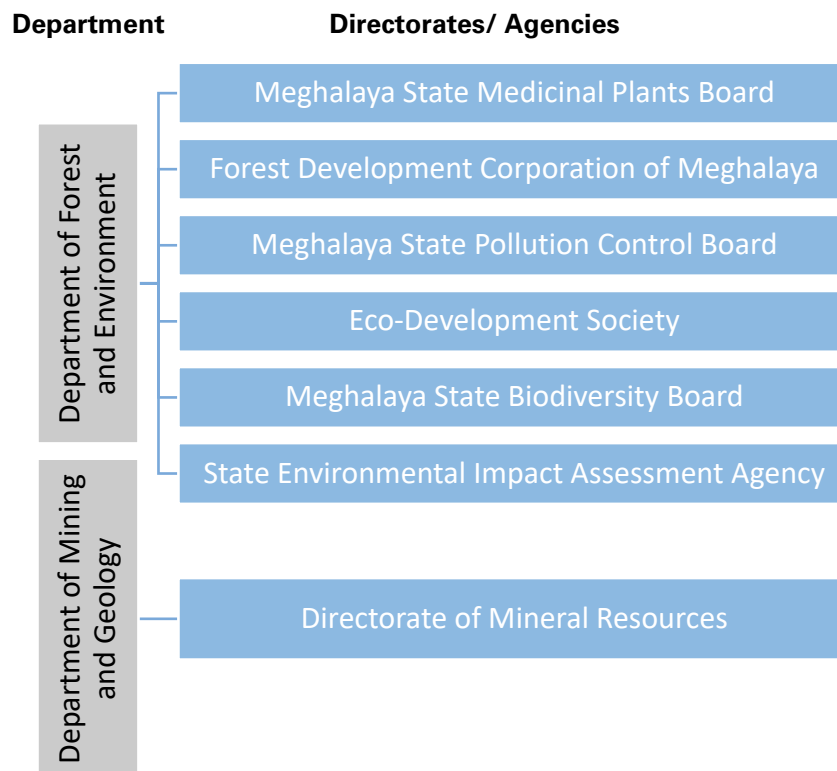 Department
Directorates/ Agencies
Department of Forest
and Environment
Meghalaya State Medicinal Plants Board
Forest Development Corporation of Meghalaya
Meghalaya State Pollution Control Board
Eco-Development Society
Meghalaya State Biodiversity Board
State Environmental Impact Assessment Agency
Department of Mining
and Geology
Directorate of Mineral Resources